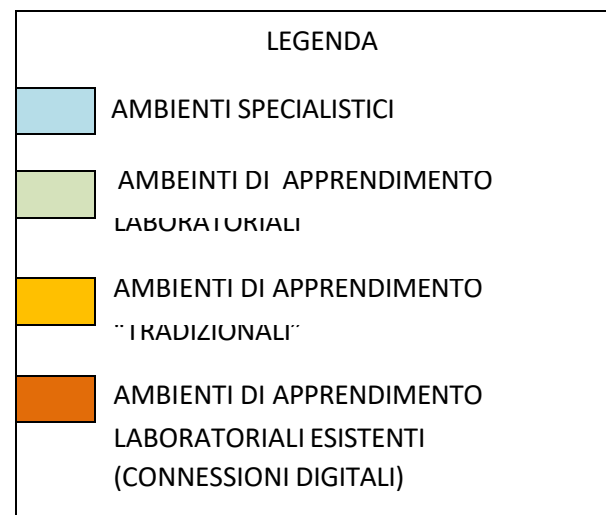 LEGENDA
AMBIENTI SPECIALISTICI
AMBEINTI DI APPRENDIMENTO
LABORATORIALI
AMBIENTI DI APPRENDIMENTO
"TRADIZIONALI"
AMBIENTI DI APPRENDIMENTO
LABORATORIALI ESISTENTI
(CONNESSIONI DIGITALI)